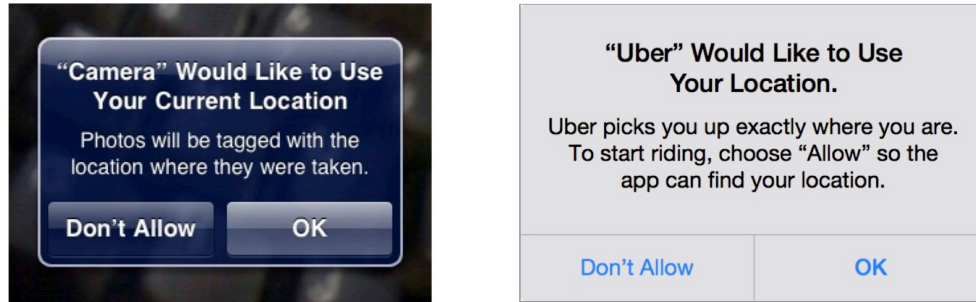 “Camera” Would Like to Use
Your Current Location
Photos will be tagged with the
location where they were taken.
Don’t Allow
OK
“Uber” Would Like to Use
Your Location.
Uber picks you up exactly where you are.
To start riding, choose “Allow” so the
app can find your location.
Don’t Allow
OK